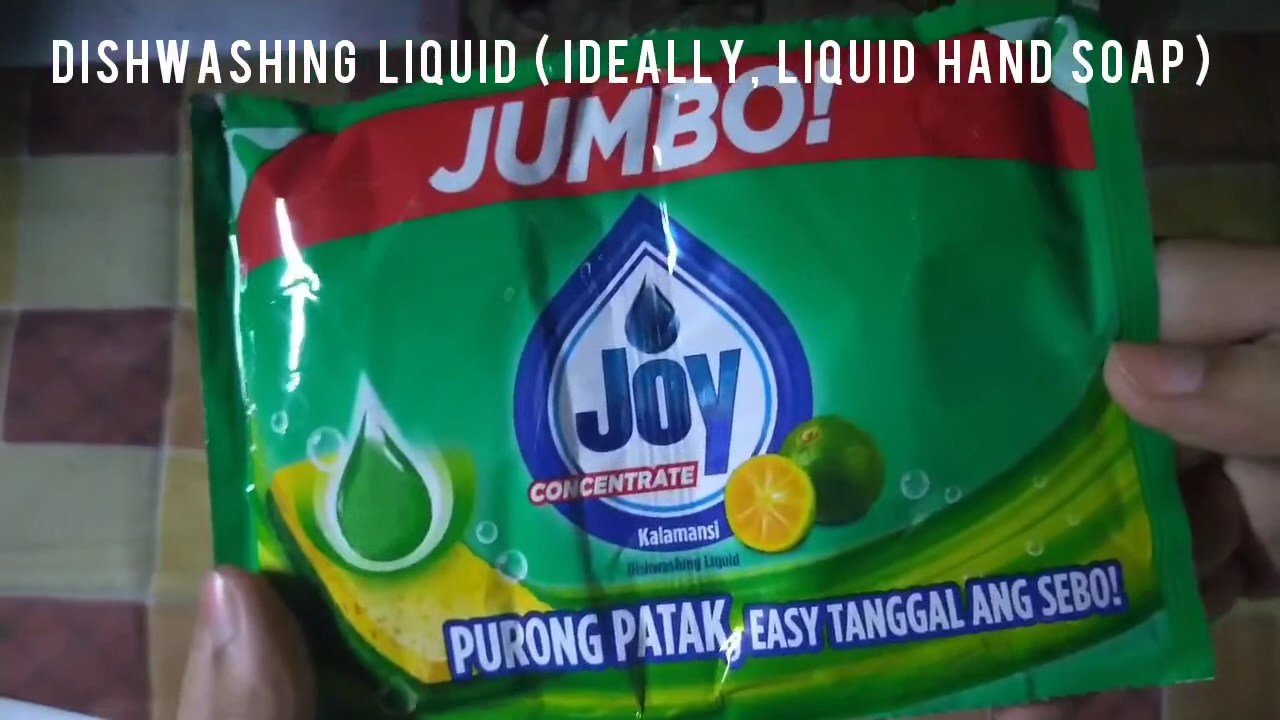 DISHWASHING LIQUID (IDEALLY, LIQUID HAND SOAP)
JUMBO!
JOY
CONCENTRATE
Kalamansi
Dishwashing Liquid
PURONG PATAK, EASY TANGGAL ANG SEBO!